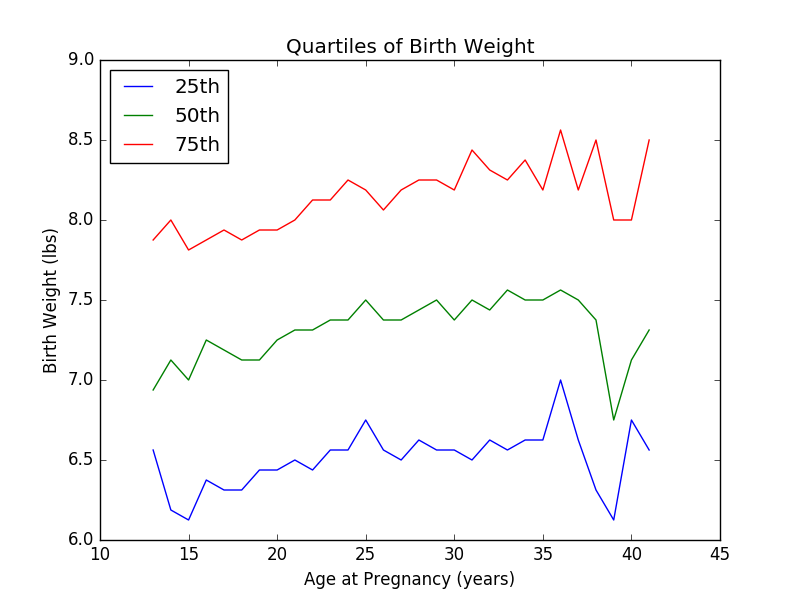 Quartiles of Birth Weight
25th
50th
75th
9.0
8.5
8.0
7.5
7.0
6.5
6.0
Birth Weight (lbs)
10 15 20 25 30 35 40 45
Age at Pregnancy (years)